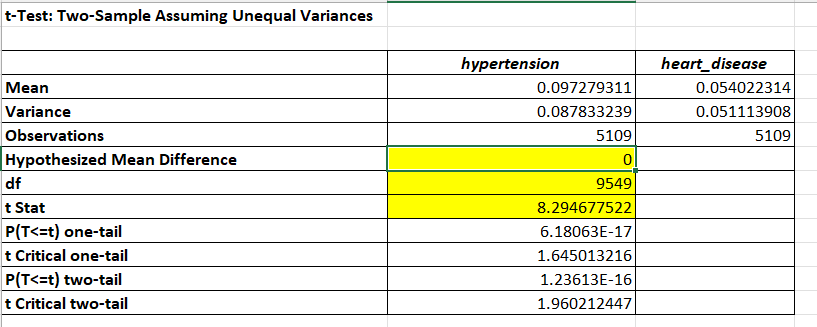 t-Test: Two-Sample Assuming Unequal Variances
hypertension heart_disease
Mean 0.097279311 0.054022314
Variance 0.087833239 0.051113908
Observations 5109 5109
Hypothesized Mean Difference 0
df 9549
t Stat 8.294677522
P(T<=t) one-tail 6.18063E-17
t Critical one-tail 1.645013216
P(T<=t) two-tail 1.23613E-16
t Critical two-tail 1.960212447